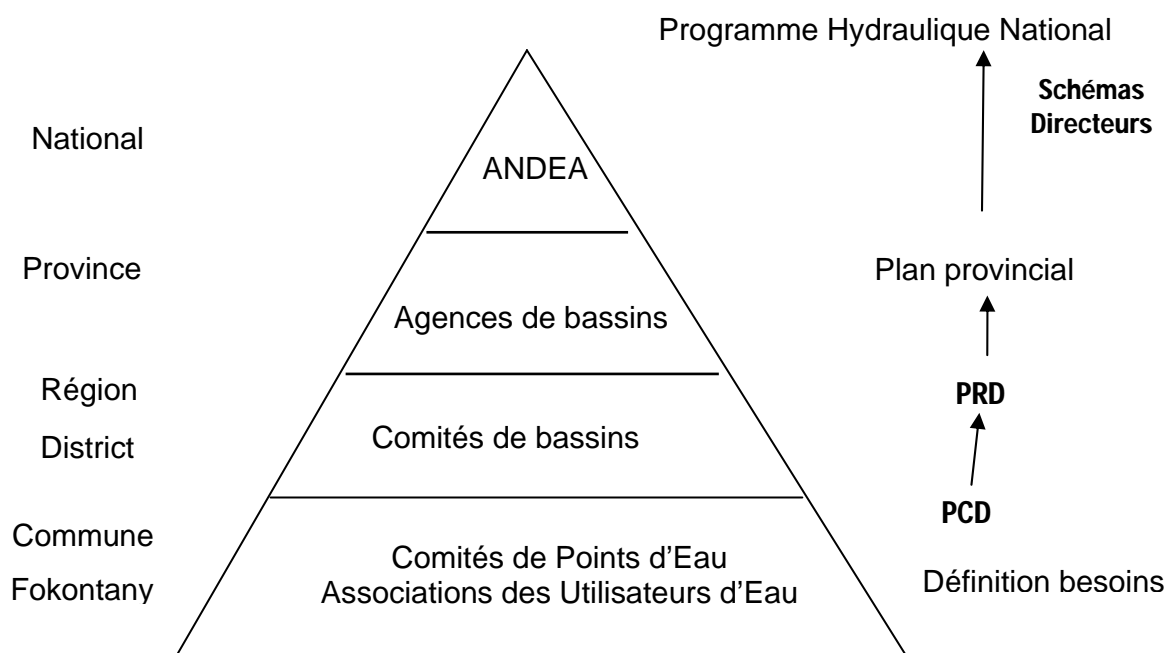 Programme Hydraulique National
Schémas
Directeurs
National
ANDEA
Province
Plan provincial
Agences de bassins
Région
PRD
District
Comités de bassins
PCD
Commune
Comités de Points d'Eau
Fokontany
Associations des Utilisateurs d'Eau
Définition besoins